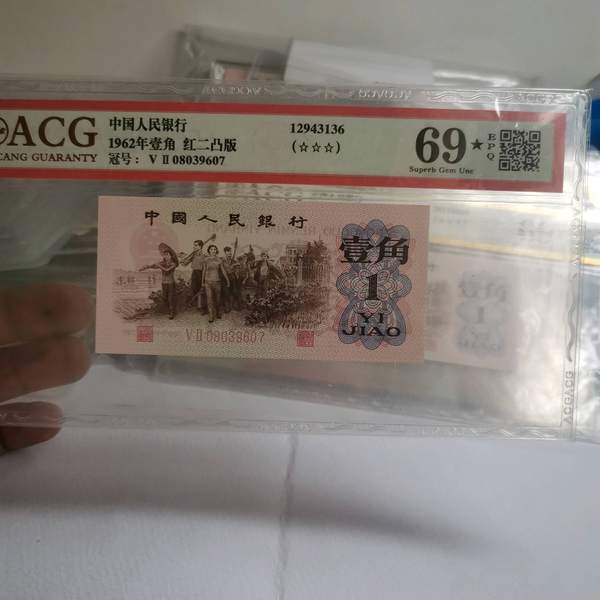 ACG
CANG GUARANTY
中国人民银行
1962年壹角 红二凸版
冠号: V II 08039607
12943136
(☆☆☆)
69★
EPQ
Superb Gem Unc
中國人民銀行
壹角
1
YI
JIAO
V II 08039607
ACGACG